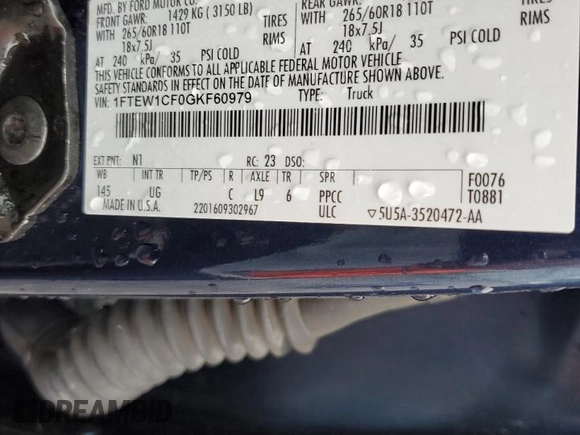 MFD. BY FORD MOTOR CO.
FRONT GAWR: 1429 KG ( 3150 LB) TIRES REAR GAWR: TIRES
WITH 265/60R18 110T RIMS WITH 265/60R18 110T RIMS
18x7.5J 18x7.5J
AT 240 kPa/ 35 PSI COLD AT 240 kPa/ 35 PSI COLD
THIS VEHICLE CONFORMS TO ALL APPLICABLE FEDERAL MOTOR VEHICLE
SAFETY STANDARDS IN EFFECT ON THE DATE OF MANUFACTURE SHOWN ABOVE.
VIN: 1FTEW1CF0GKF60979 TYPE: Truck
EXT PNT: N1 RC: 23 DSO:
WB INT TR TP/PS R AXLE TR SPR F0076
145 UG C L9 6 PPCC T0881
MADE IN U.S.A. 2201609302967 ULC ▽5U5A-3520472-AA
DREAMBID